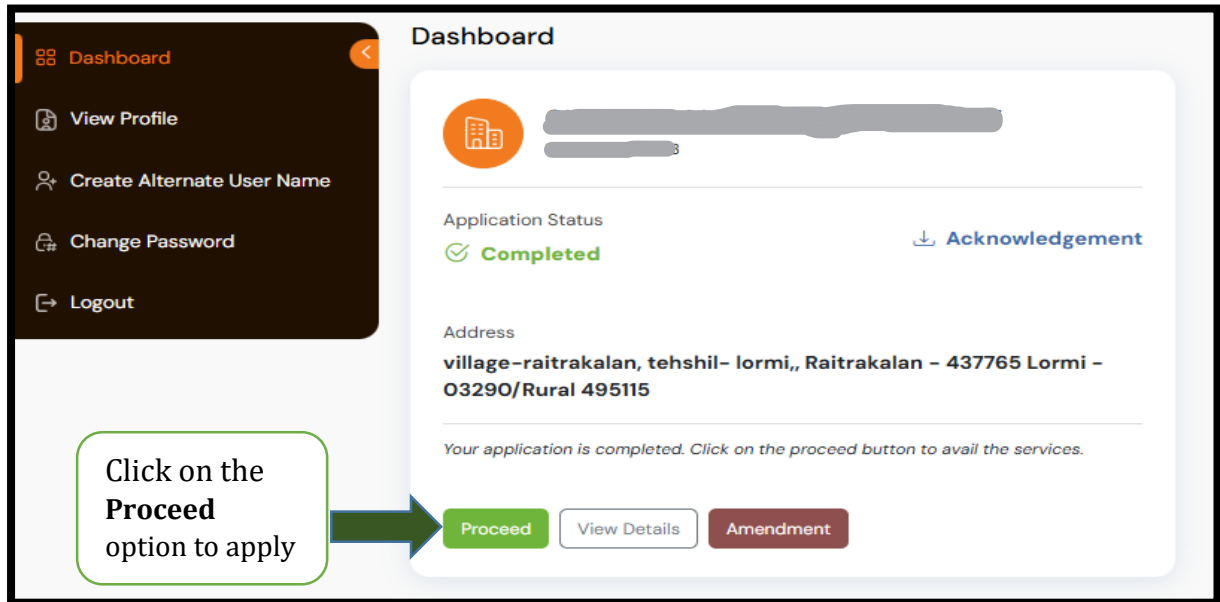 Dashboard
View Profile
Create Alternate User Name
Change Password
Logout
Dashboard
Application Status
Completed
Acknowledgement
Address
village-raitrakalan, tehshil- lormi,, Raitrakalan - 437765 Lormi -
03290/Rural 495115
Your application is completed. Click on the proceed button to avail the services.
Click on the
Proceed
option to apply
Proceed
View Details
Amendment